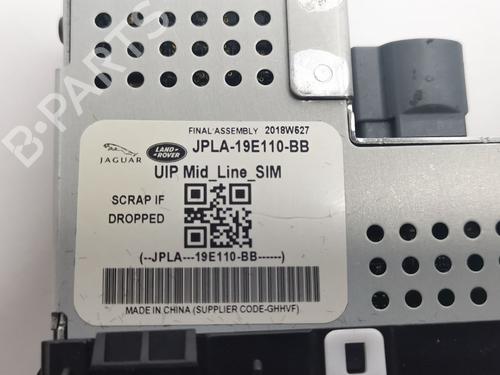 B-PARTS
FINAL ASSEMBLY 2018W527
JAGUAR LAND ROVER JPLA-19E110-BB
UIP Mid_Line_SIM
SCRAP IF
DROPPED
(--JPLA---19E110-BB------)
MADE IN CHINA (SUPPLIER CODE-GHHVF)